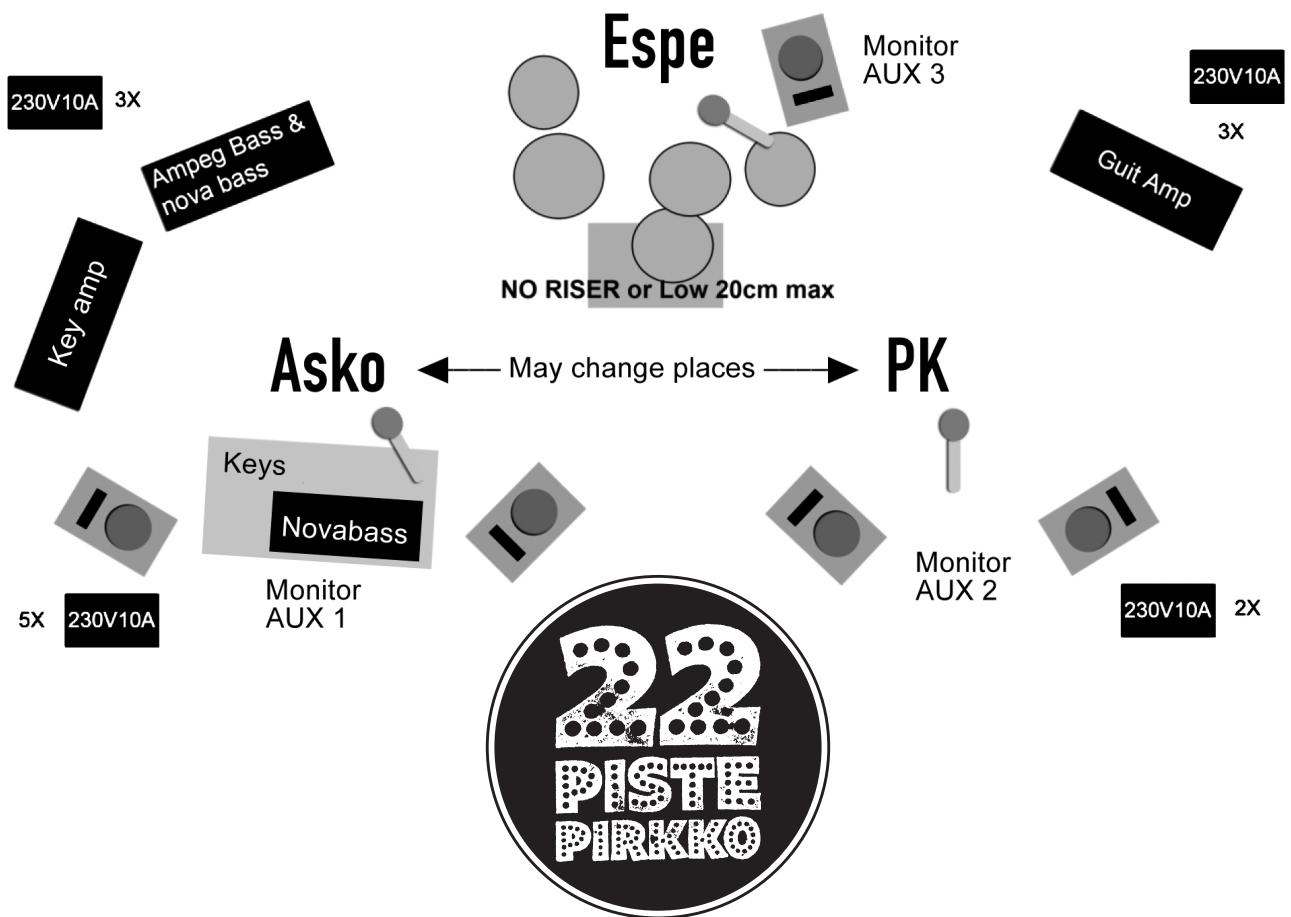 Espe
Monitor
AUX 3
230V10A 3X
230V10A
3X
Ampeg Bass &
nova bass
Guit Amp
Key amp
NO RISER or Low 20cm max
Asko
May change places
PK
Keys
Novabass
Monitor
AUX 1
Monitor
AUX 2
5X 230V10A
230V10A 2X
22
PISTE
PIRKKO